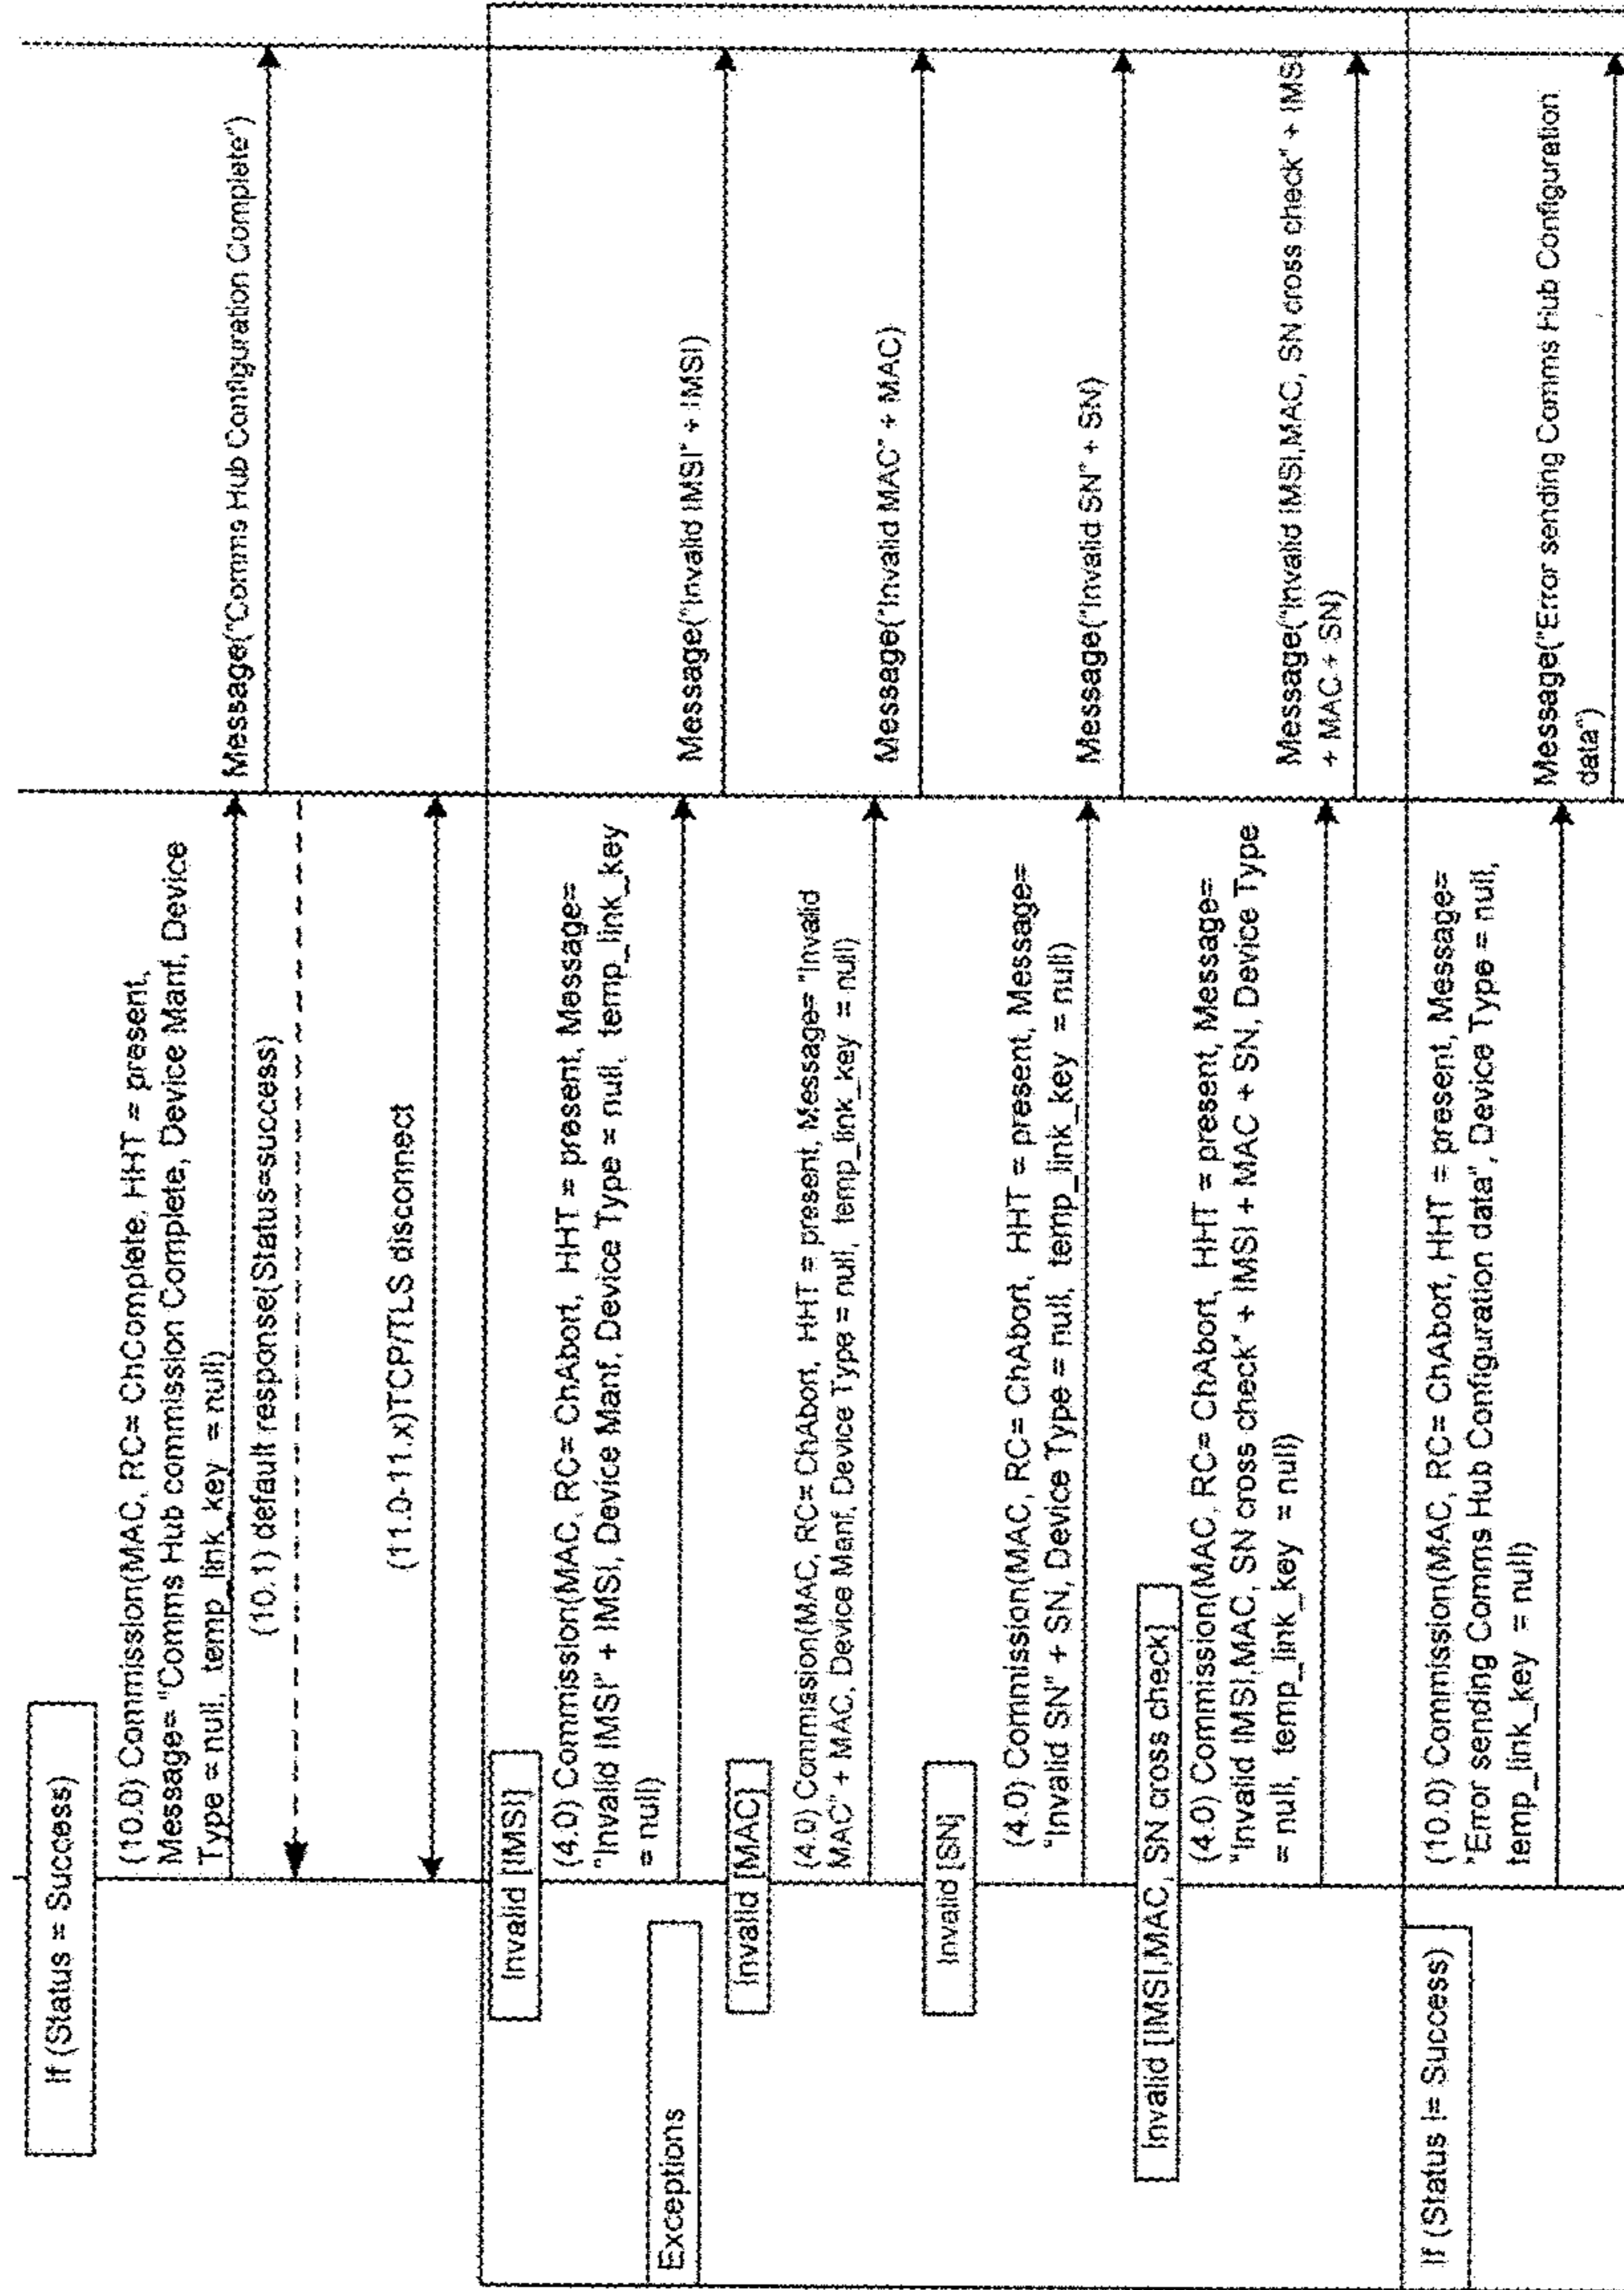 If (Status = Success)
(10.0) Commission(MAC, RC= ChComplete, HHT = present,
Message= "Comms Hub commission Complete, Device Manf, Device
Type = null, temp_link_key = null)
Message("Comms Hub Configuration Complete")
(10.1) default response(Status=success)
(11.0-11.x)TCP/TLS disconnect
Exceptions
Invalid [IMSI]
(4.0) Commission(MAC, RC= ChAbort, HHT = present, Message=
"Invalid IMSI" + IMSI, Device Manf, Device Type = null, temp_link_key
= null)
Message("Invalid IMSI" + IMSI)
Invalid [MAC]
(4.0) Commission(MAC, RC= ChAbort, HHT = present, Message= "Invalid
MAC" + MAC, Device Manf, Device Type = null, temp_link_key = null)
Message("Invalid MAC" + MAC)
Invalid [SN]
(4.0) Commission(MAC, RC= ChAbort, HHT = present, Message=
"Invalid SN" + SN, Device Type = null, temp_link_key = null)
Message("Invalid SN" + SN)
Invalid [IMSI,MAC, SN cross check]
(4.0) Commission(MAC, RC= ChAbort, HHT = present, Message=
"Invalid IMSI,MAC, SN cross check" + IMSI + MAC + SN, Device Type
= null, temp_link_key = null)
Message("Invalid IMSI,MAC, SN cross check" + IMSI
+ MAC + SN)
If (Status != Success)
(10.0) Commission(MAC, RC= ChAbort, HHT = present, Message=
"Error sending Comms Hub Configuration data", Device Type = null,
temp_link_key = null)
Message("Error sending Comms Hub Configuration
data")